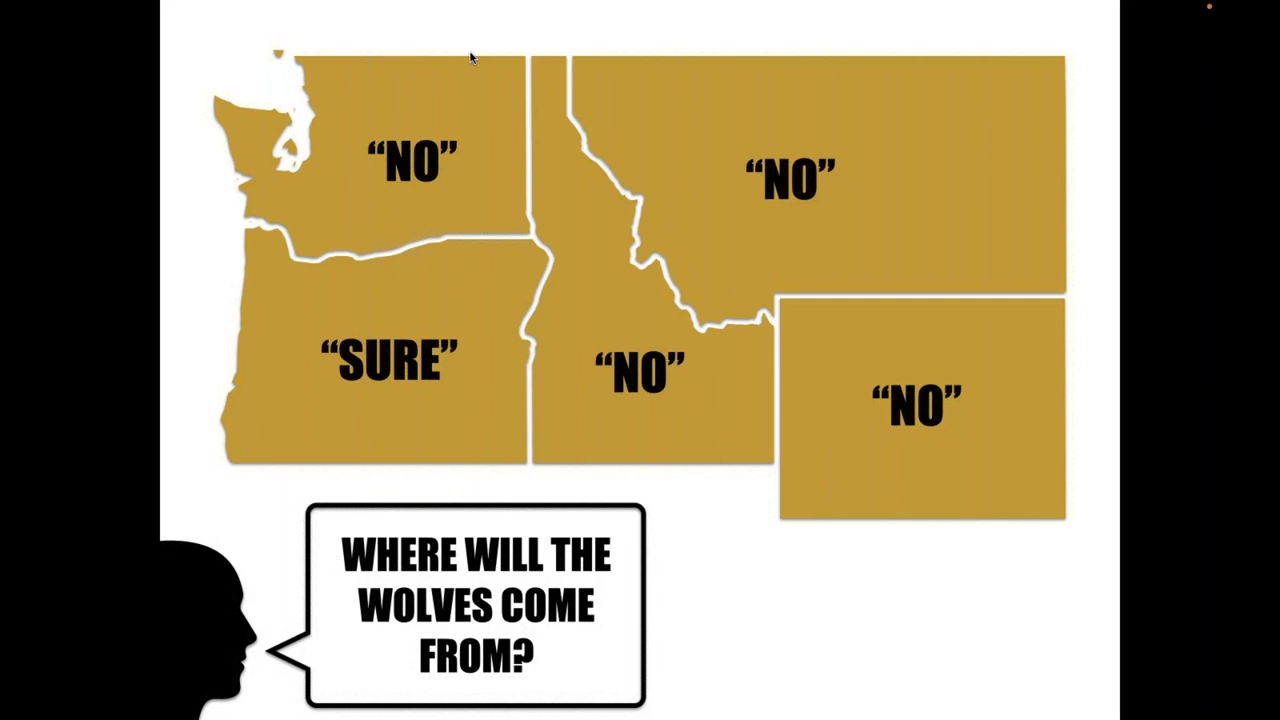 “NO”
“NO”
“SURE”
“NO”
“NO”
WHERE WILL THE
WOLVES COME
FROM?